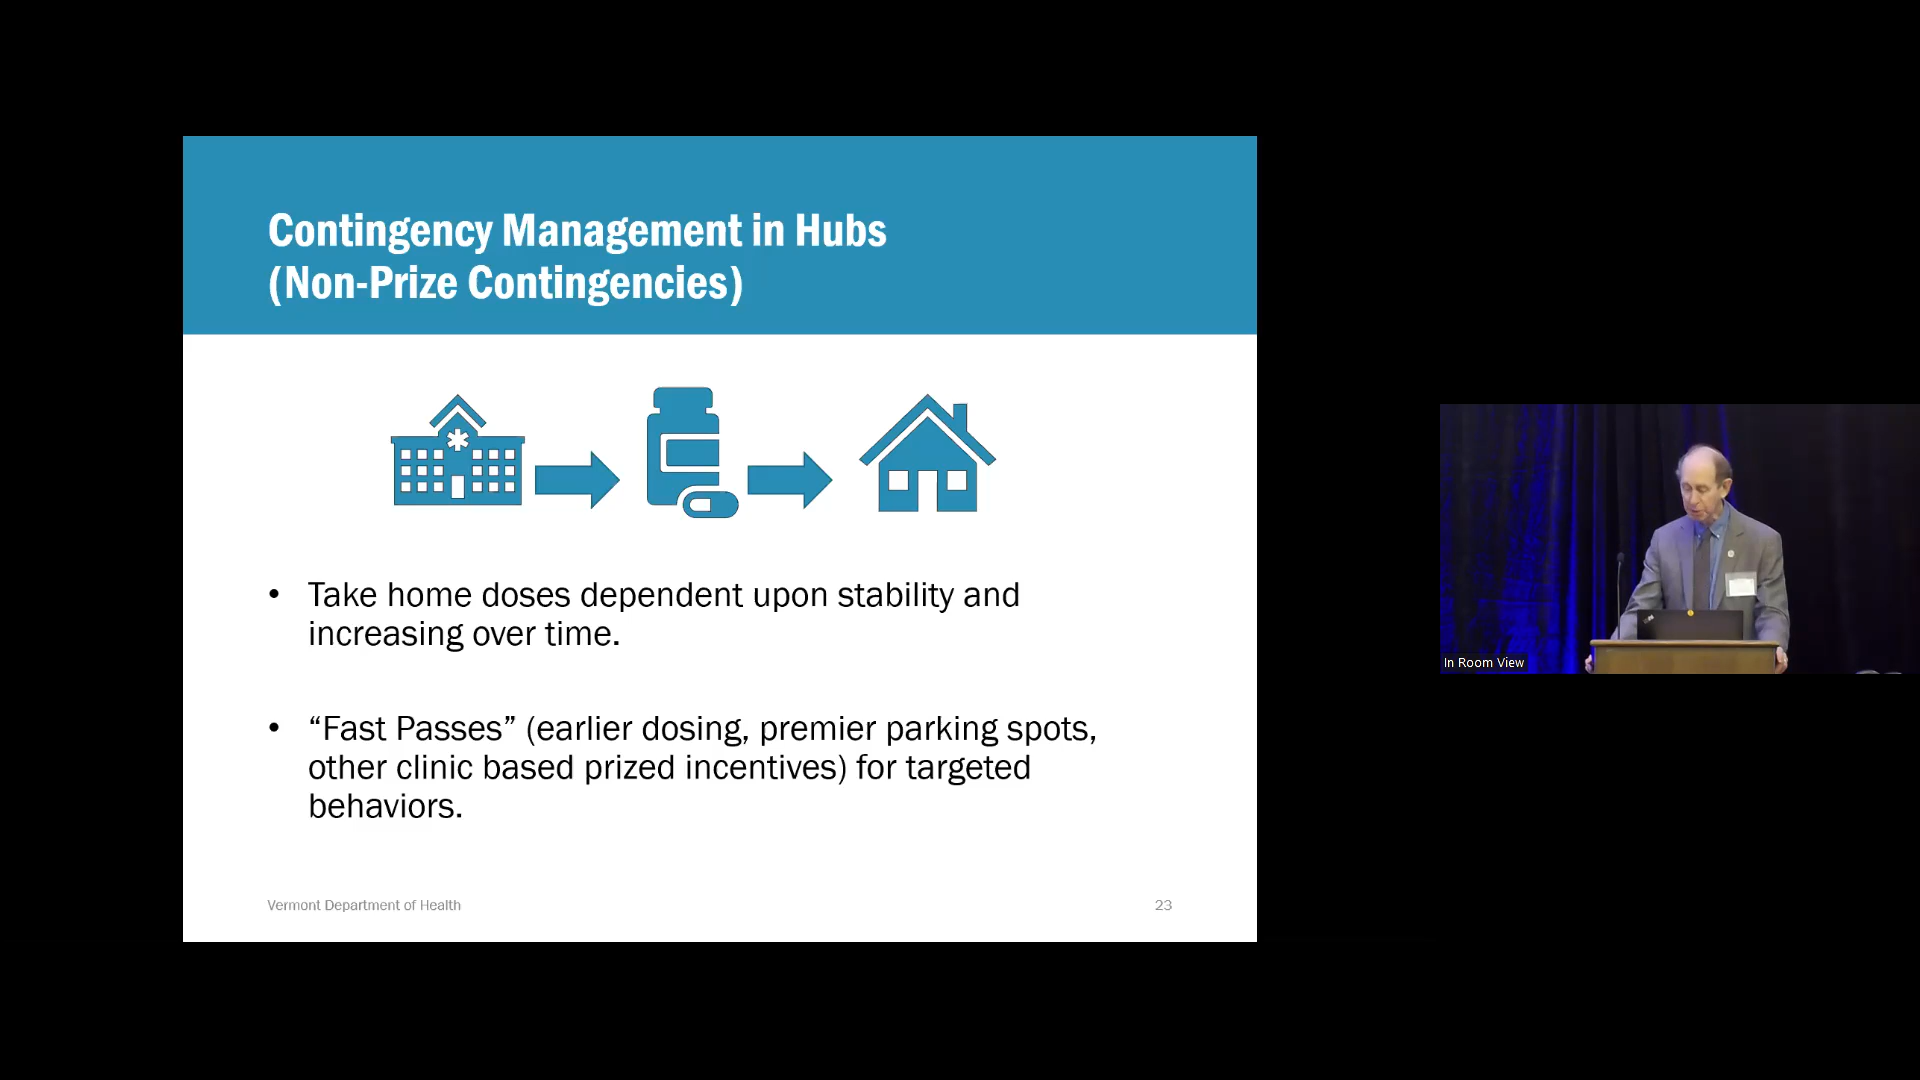 Contingency Management in Hubs
(Non-Prize Contingencies)
• Take home doses dependent upon stability and
increasing over time.
• “Fast Passes” (earlier dosing, premier parking spots,
other clinic based prized incentives) for targeted
behaviors.
Vermont Department of Health
23
In Room View